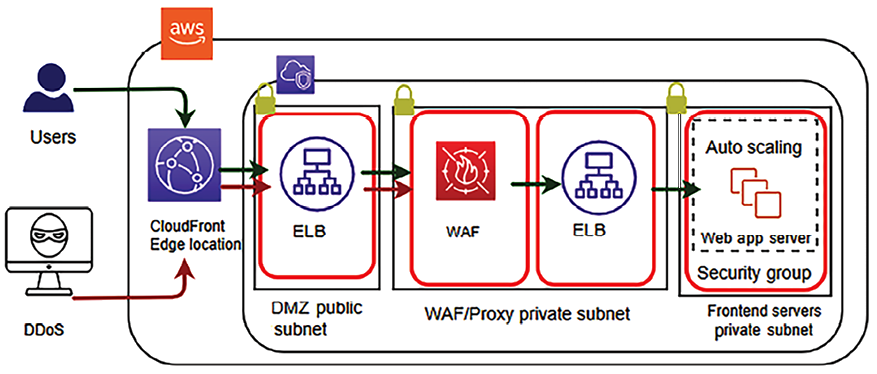 aws
Users
CloudFront
Edge location
DDoS
ELB
DMZ public
subnet
WAF
ELB
WAF/Proxy private subnet
Auto scaling
Web app server
Security group
Frontend servers
private subnet